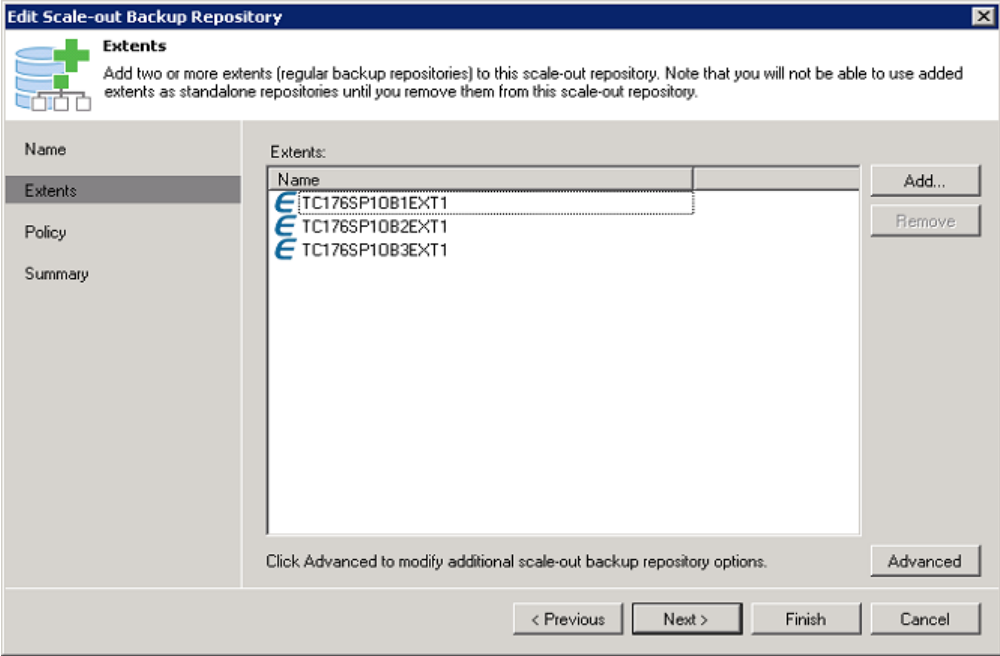 Edit Scale-out Backup Repository
Extents
Add two or more extents (regular backup repositories) to this scale-out repository. Note that you will not be able to use added
extents as standalone repositories until you remove them from this scale-out repository.
Name
Extents
Policy
Summary
Extents:
Name
TC176SP1OB1EXT1
TC176SP1OB2EXT1
TC176SP1OB3EXT1
Add...
Remove
Click Advanced to modify additional scale-out backup repository options.
Advanced
< Previous
Next >
Finish
Cancel